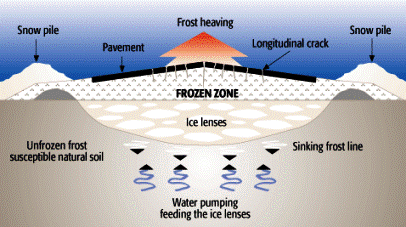 Frost heaving
Snow pile
Pavement
Longitudinal crack
Snow pile
FROZEN ZONE
Ice lenses
Unfrozen frost
susceptible natural soil
Sinking frost line
Water pumping
feeding the ice lenses